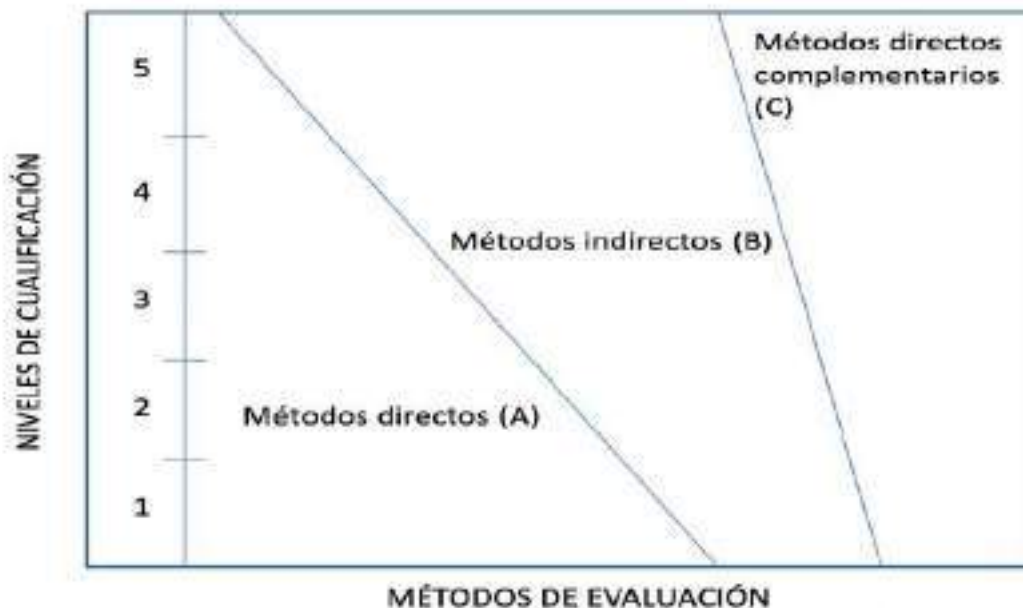 NIVELES DE CUALIFICACIÓN
5
4
3
2
1
Métodos directos
complementarios
(C)
Métodos indirectos (B)
Métodos directos (A)
MÉTODOS DE EVALUACIÓN